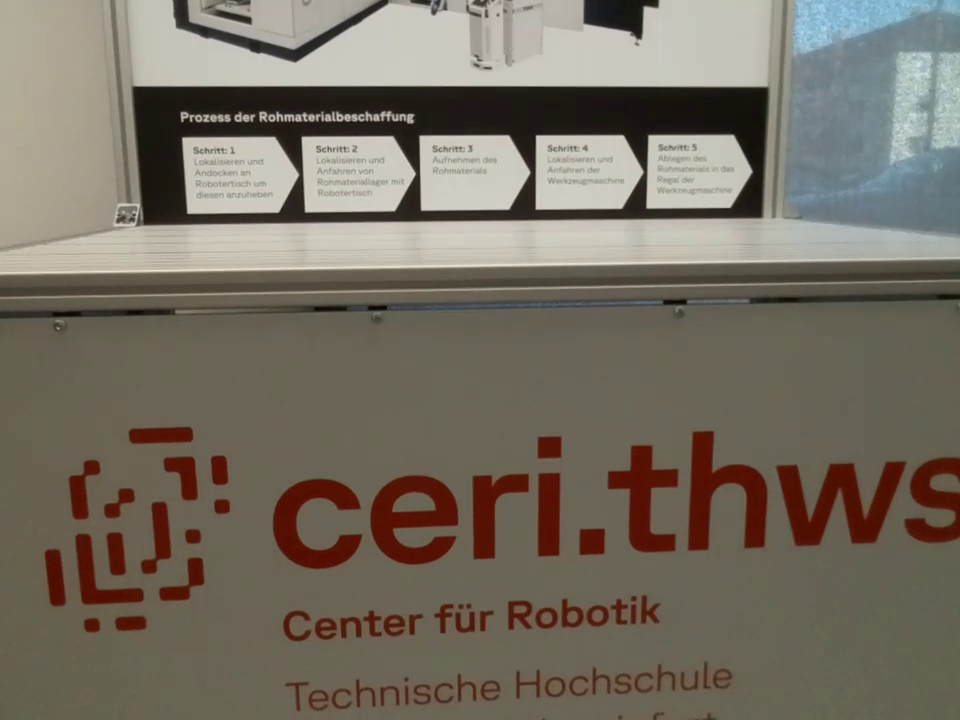 Prozess der Rohmaterialbeschaffung
Schritt: 1
Lokalisieren und
Andocken an
Robotertisch um
diesen anzuheben
Schritt: 2
Lokalisieren und
Anfahren von
Rohmateriallager mit
Robotertisch
Schritt: 3
Aufnehmen des
Rohmaterials
Schritt: 4
Lokalisieren und
Anfahren der
Werkzeugmaschine
Schritt: 5
Ablegen des
Rohmaterials in das
Regal der
Werkzeugmaschine
ceri.thws
Center für Robotik
Technische Hochschule